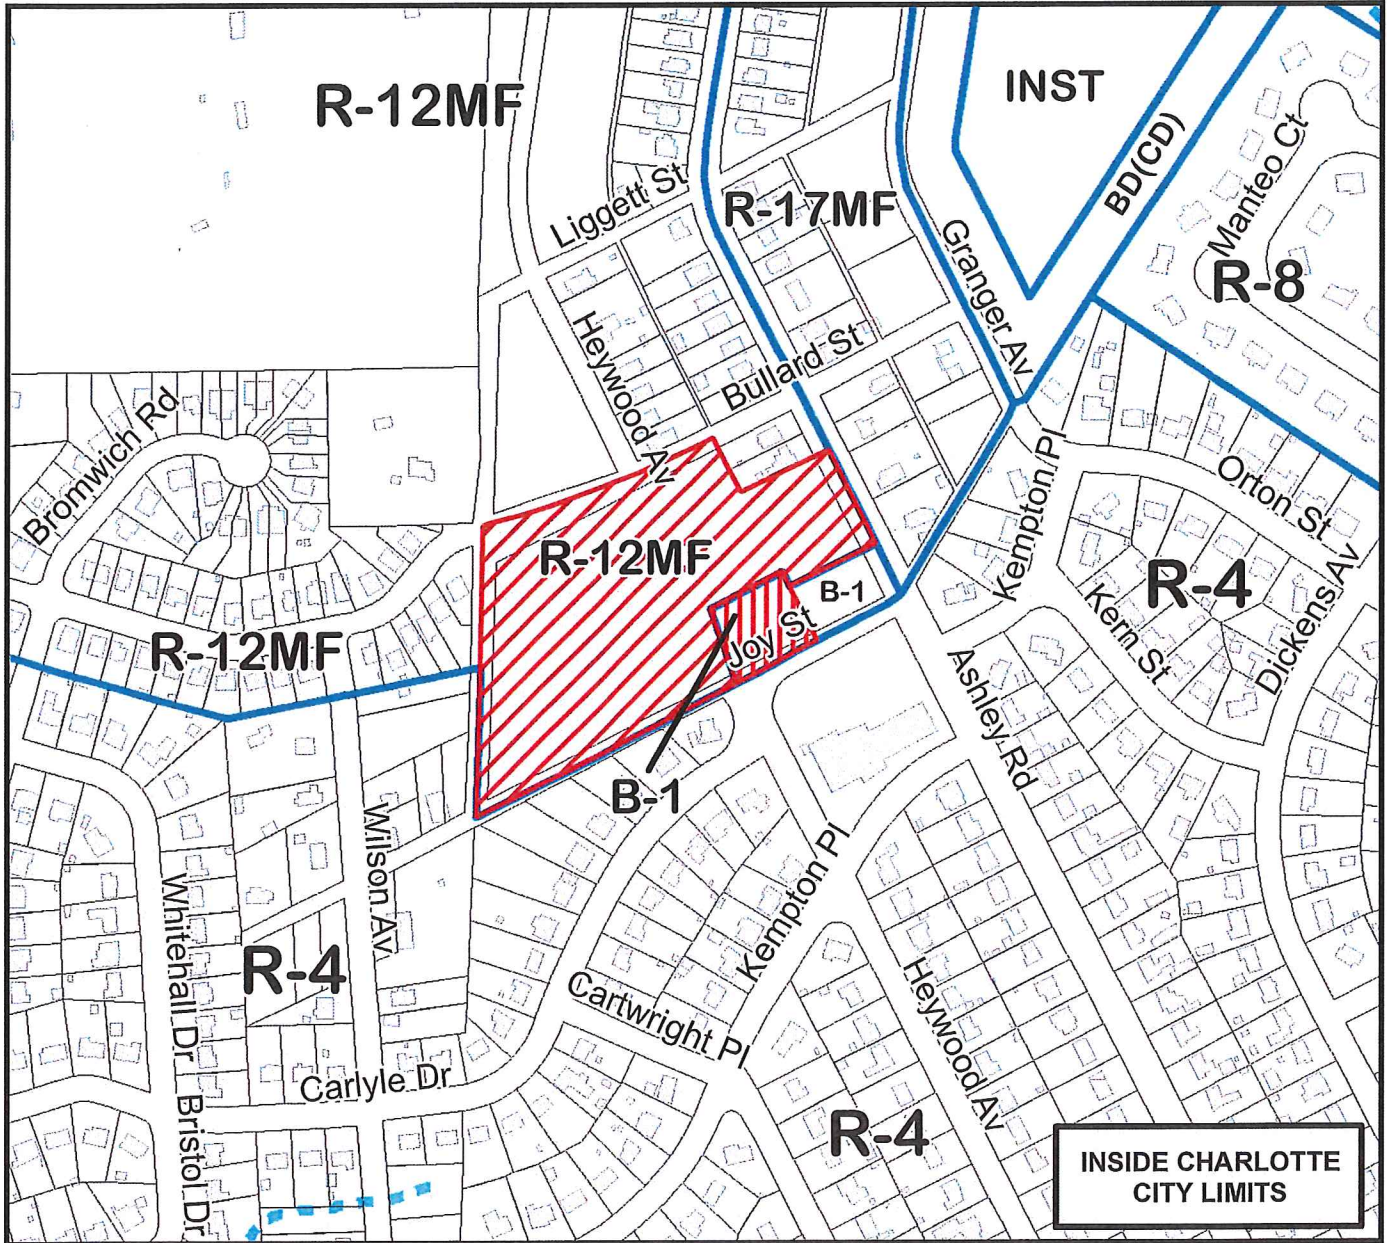 R-12MF
INST
BD(CD)
Manteo Ct
Liggett St
R-17MF
Granger Av
R-8
Heywood Av
Bullard St
Bromwich Rd
Kempton Pl
Orton St
R-12MF
R-4
B-1
Kern St
Dickens Av
R-12MF
Joy St
Ashley Rd
B-1
Wilson Av
Kempton Pl
Whitehall Dr
R-4
Cartwright Pl
Heywood Av
Carlyle Dr
Bristol Dr
R-4
INSIDE CHARLOTTE
CITY LIMITS